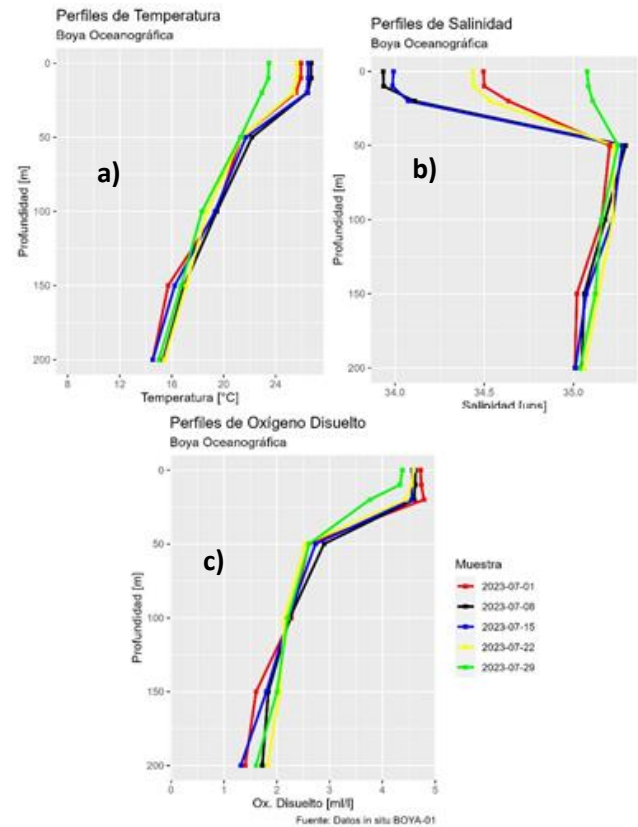 Perfiles de Temperatura
Boya Oceanográfica
Profundidad [m]
0
50
100
150
200
a)
8 12 16 20 24
Temperatura [°C]
Perfiles de Salinidad
Boya Oceanográfica
Profundidad [m]
0
50
100
150
200
b)
34.0 34.5 35.0
Salinidad [ups]
Perfiles de Oxígeno Disuelto
Boya Oceanográfica
Profundidad [m]
0
50
100
150
200
c)
0 1 2 3 4 5
Ox. Disuelto [ml/l]
Fuente: Datos in situ BOYA-01
Muestra
2023-07-01
2023-07-08
2023-07-15
2023-07-22
2023-07-29